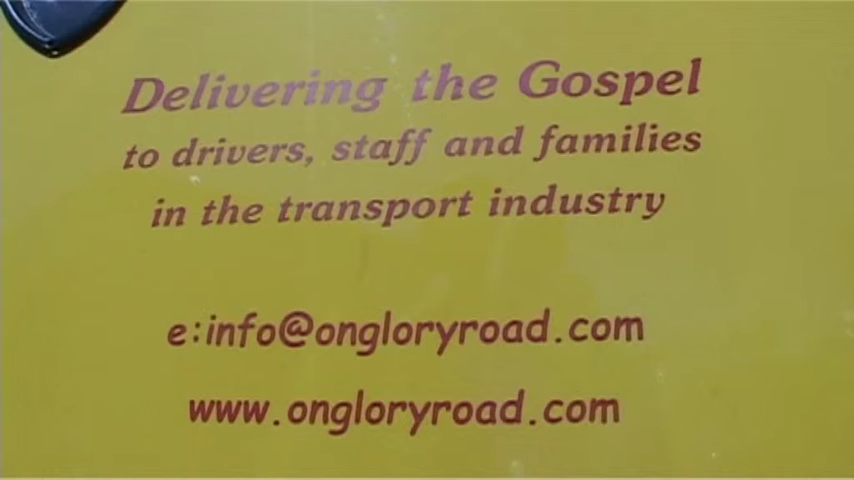 Delivering the Gospel
to drivers, staff and families
in the transport industry
e:info@ongloryroad.com
www.ongloryroad.com